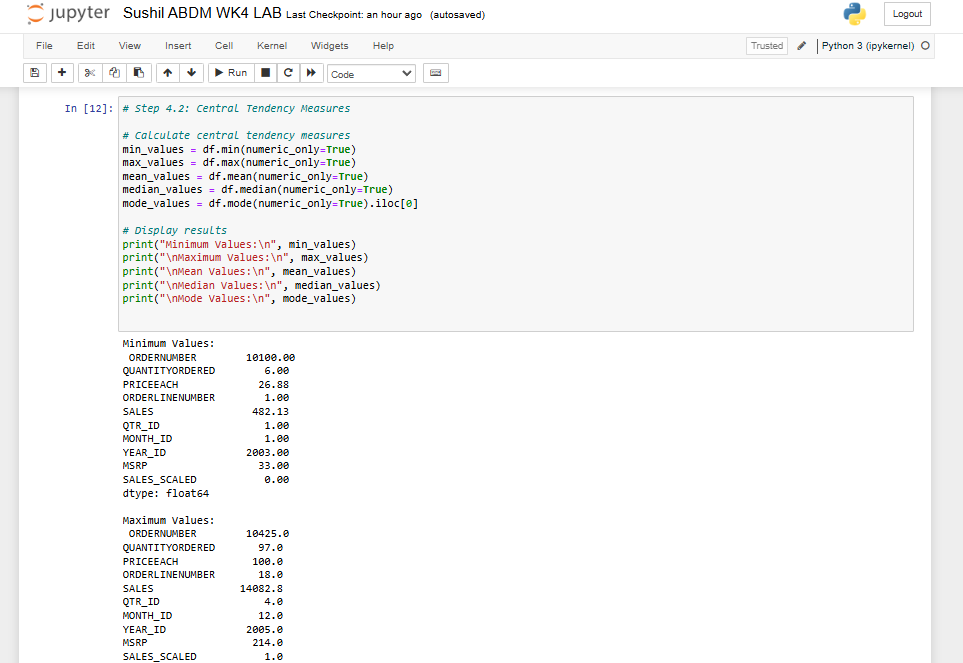 jupyter Sushil ABDM WK4 LAB Last Checkpoint: an hour ago (autosaved) Logout
File Edit View Insert Cell Kernel Widgets Help Trusted Python 3 (ipykernel)
Run Code
In [12]: # Step 4.2: Central Tendency Measures
# Calculate central tendency measures
min_values = df.min(numeric_only=True)
max_values = df.max(numeric_only=True)
mean_values = df.mean(numeric_only=True)
median_values = df.median(numeric_only=True)
mode_values = df.mode(numeric_only=True).iloc[0]
# Display results
print("Minimum Values:\n", min_values)
print("\nMaximum Values:\n", max_values)
print("\nMean Values:\n", mean_values)
print("\nMedian Values:\n", median_values)
print("\nMode Values:\n", mode_values)
Minimum Values:
ORDERNUMBER 10100.00
QUANTITYORDERED 6.00
PRICEEACH 26.88
ORDERLINENUMBER 1.00
SALES 482.13
QTR_ID 1.00
MONTH_ID 1.00
YEAR_ID 2003.00
MSRP 33.00
SALES_SCALED 0.00
dtype: float64
Maximum Values:
ORDERNUMBER 10425.0
QUANTITYORDERED 97.0
PRICEEACH 100.0
ORDERLINENUMBER 18.0
SALES 14082.8
QTR_ID 4.0
MONTH_ID 12.0
YEAR_ID 2005.0
MSRP 214.0
SALES_SCALED 1.0